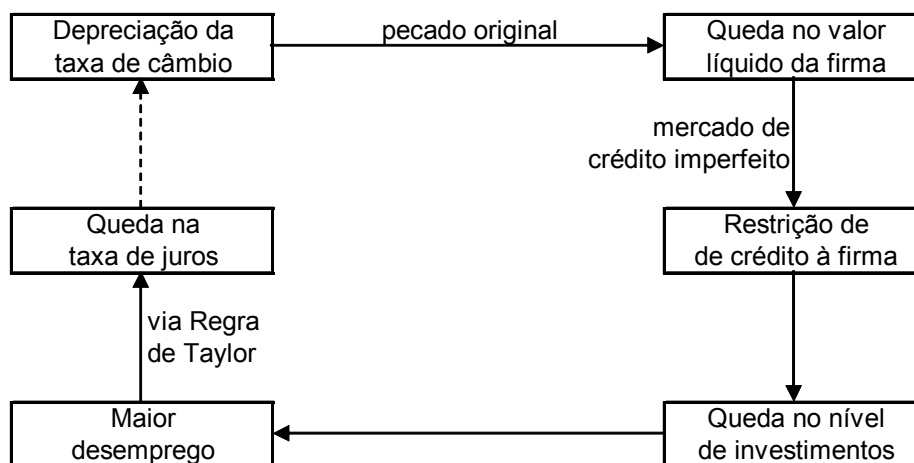 Depreciação da
taxa de câmbio
pecado original
Queda no valor
líquido da firma
mercado de
crédito imperfeito
Queda na
taxa de juros
Restrição de
de crédito à firma
via Regra
de Taylor
Maior
desemprego
Queda no nível
de investimentos